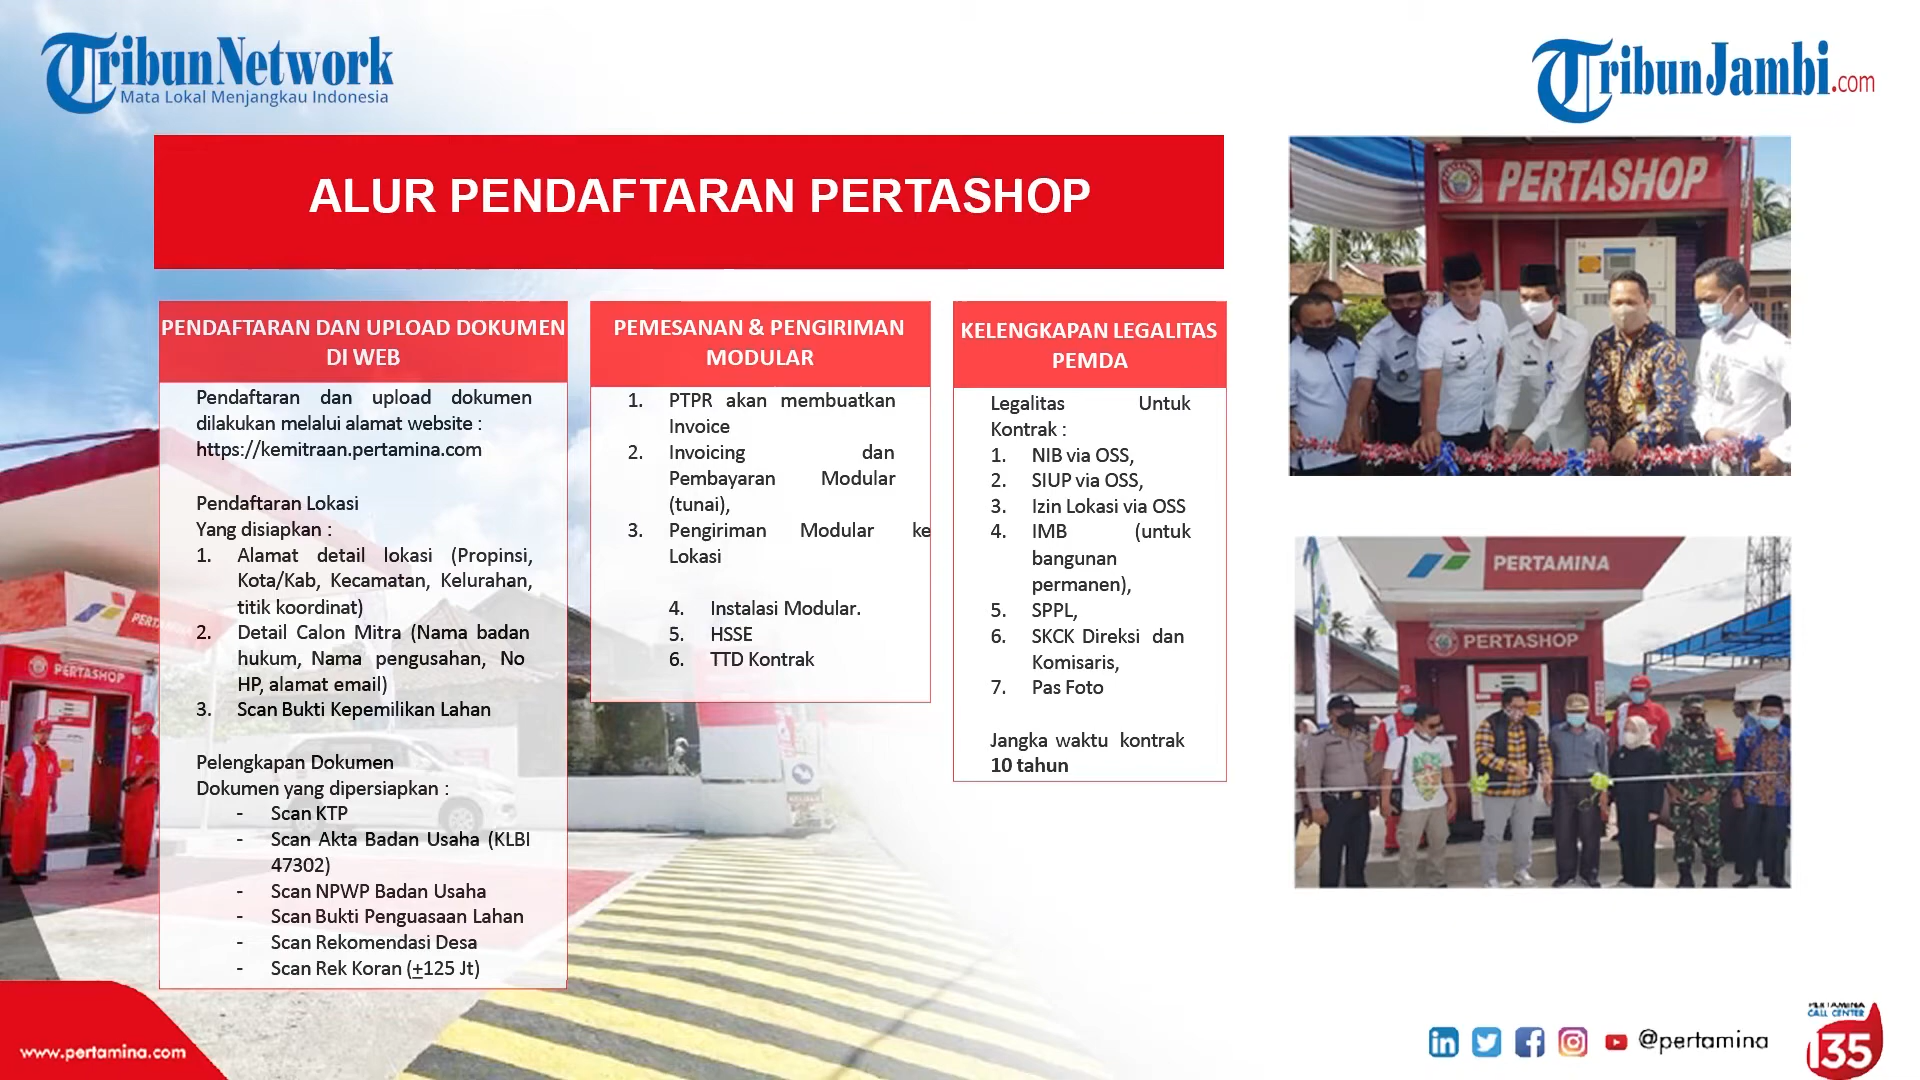 TribunNetwork
Mata Lokal Menjangkau Indonesia
TribunJambi.com
ALUR PENDAFTARAN PERTASHOP
PENDAFTARAN DAN UPLOAD DOKUMEN
DI WEB
Pendaftaran dan upload dokumen
dilakukan melalui alamat website :
https://kemitraan.pertamina.com
Pendaftaran Lokasi
Yang disiapkan :
1. Alamat detail lokasi (Propinsi,
Kota/Kab, Kecamatan, Kelurahan,
titik koordinat)
2. Detail Calon Mitra (Nama badan
hukum, Nama pengusahan, No
HP, alamat email)
3. Scan Bukti Kepemilikan Lahan
Pelengkapan Dokumen
Dokumen yang dipersiapkan :
- Scan KTP
- Scan Akta Badan Usaha (KLBI
47302)
- Scan NPWP Badan Usaha
- Scan Bukti Penguasaan Lahan
- Scan Rekomendasi Desa
- Scan Rek Koran (±125 Jt)
PEMESANAN & PENGIRIMAN
MODULAR
1. PTPR akan membuatkan
Invoice
2. Invoicing dan
Pembayaran Modular
(tunai),
3. Pengiriman Modular ke
Lokasi
4. Instalasi Modular.
5. HSSE
6. TTD Kontrak
KELENGKAPAN LEGALITAS
PEMDA
Legalitas Untuk
Kontrak :
1. NIB via OSS,
2. SIUP via OSS,
3. Izin Lokasi via OSS
4. IMB (untuk
bangunan
permanen),
5. SPPL,
6. SKCK Direksi dan
Komisaris,
7. Pas Foto
Jangka waktu kontrak
10 tahun
PERTASHOP
PERTAMINA
PERTASHOP
PERTAMINA
PERTASHOP
www.pertamina.com
@pertamina
PERTAMINA
CALL CENTER
135